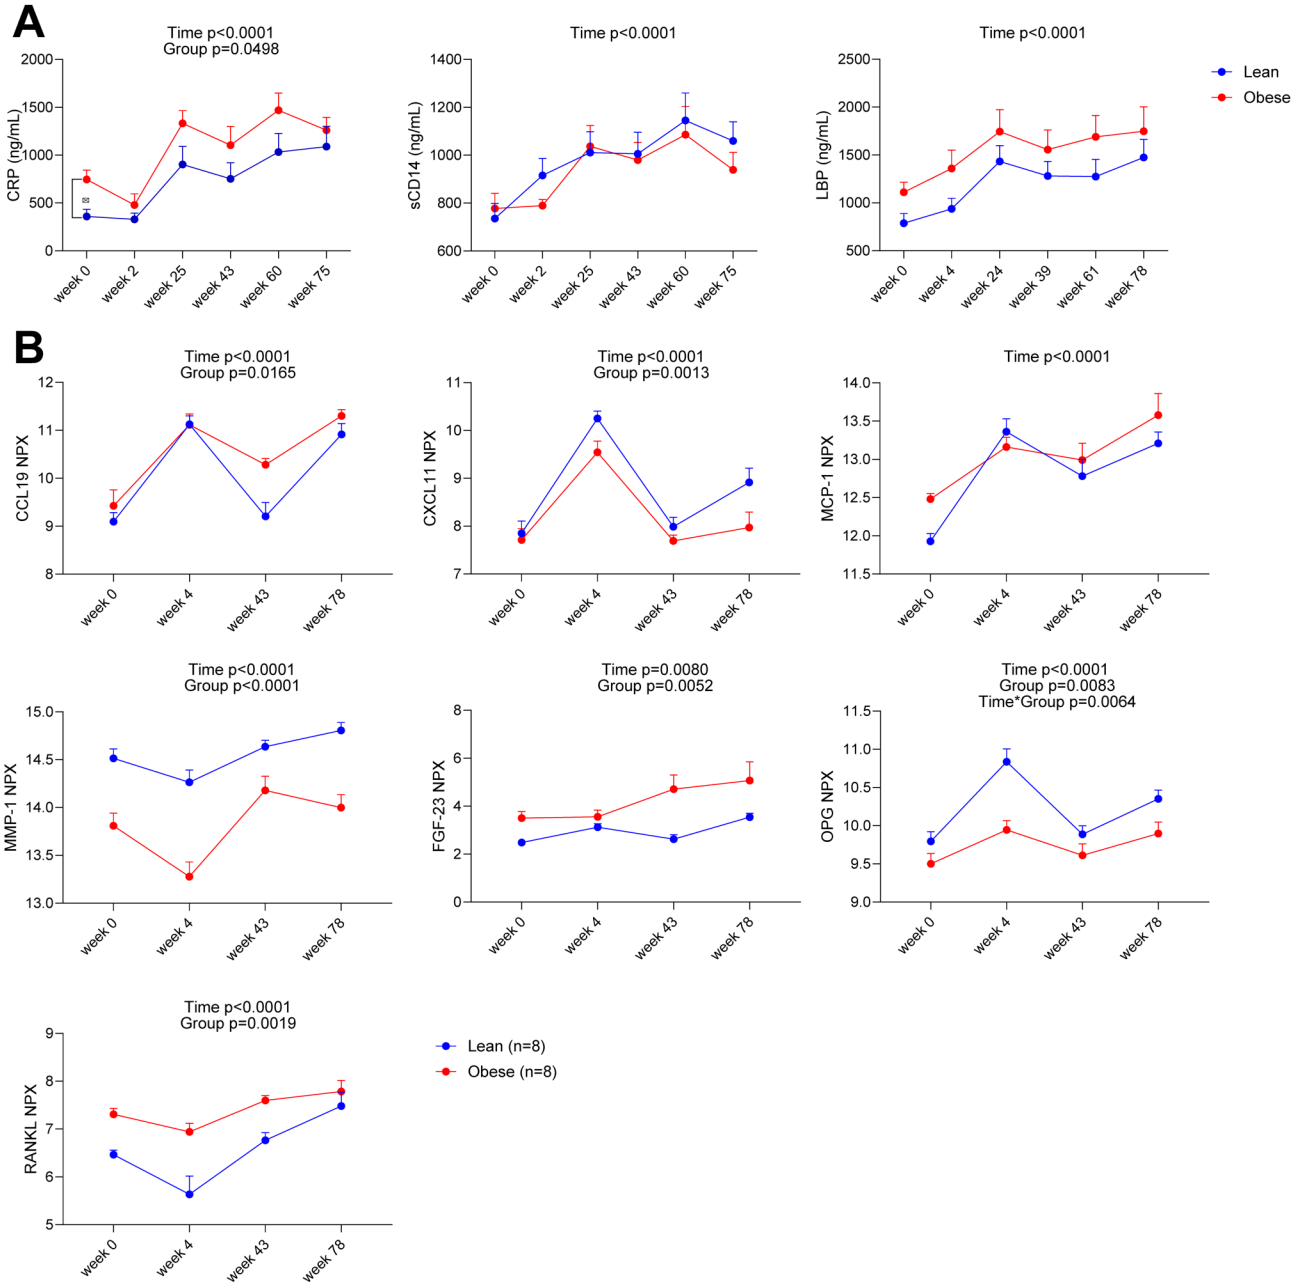 A
Time p<0.0001
Group p=0.0498
CRP (ng/mL)
2000
1500
1000
500
0
week 0
week 2
week 25
week 43
week 60
week 75
Time p<0.0001
sCD14 (ng/mL)
1400
1200
1000
800
600
week 0
week 2
week 25
week 43
week 60
week 75
Time p<0.0001
LBP (ng/mL)
2500
2000
1500
1000
500
week 0
week 4
week 24
week 39
week 61
week 78
Lean
Obese
B
Time p<0.0001
Group p=0.0165
CCL19 NPX
12
11
10
9
8
week 0
week 4
week 43
week 78
Time p<0.0001
Group p=0.0013
CXCL11 NPX
11
10
9
8
7
week 0
week 4
week 43
week 78
Time p<0.0001
MCP-1 NPX
14.0
13.5
13.0
12.5
12.0
11.5
week 0
week 4
week 43
week 78
Time p<0.0001
Group p<0.0001
MMP-1 NPX
15.0
14.5
14.0
13.5
13.0
week 0
week 4
week 43
week 78
Time p=0.0080
Group p=0.0052
FGF-23 NPX
8
6
4
2
0
week 0
week 4
week 43
week 78
Time p<0.0001
Group p=0.0083
Time*Group p=0.0064
OPG NPX
11.5
11.0
10.5
10.0
9.5
9.0
week 0
week 4
week 43
week 78
Time p<0.0001
Group p=0.0019
RANKL NPX
9
8
7
6
5
week 0
week 4
week 43
week 78
Lean (n=8)
Obese (n=8)